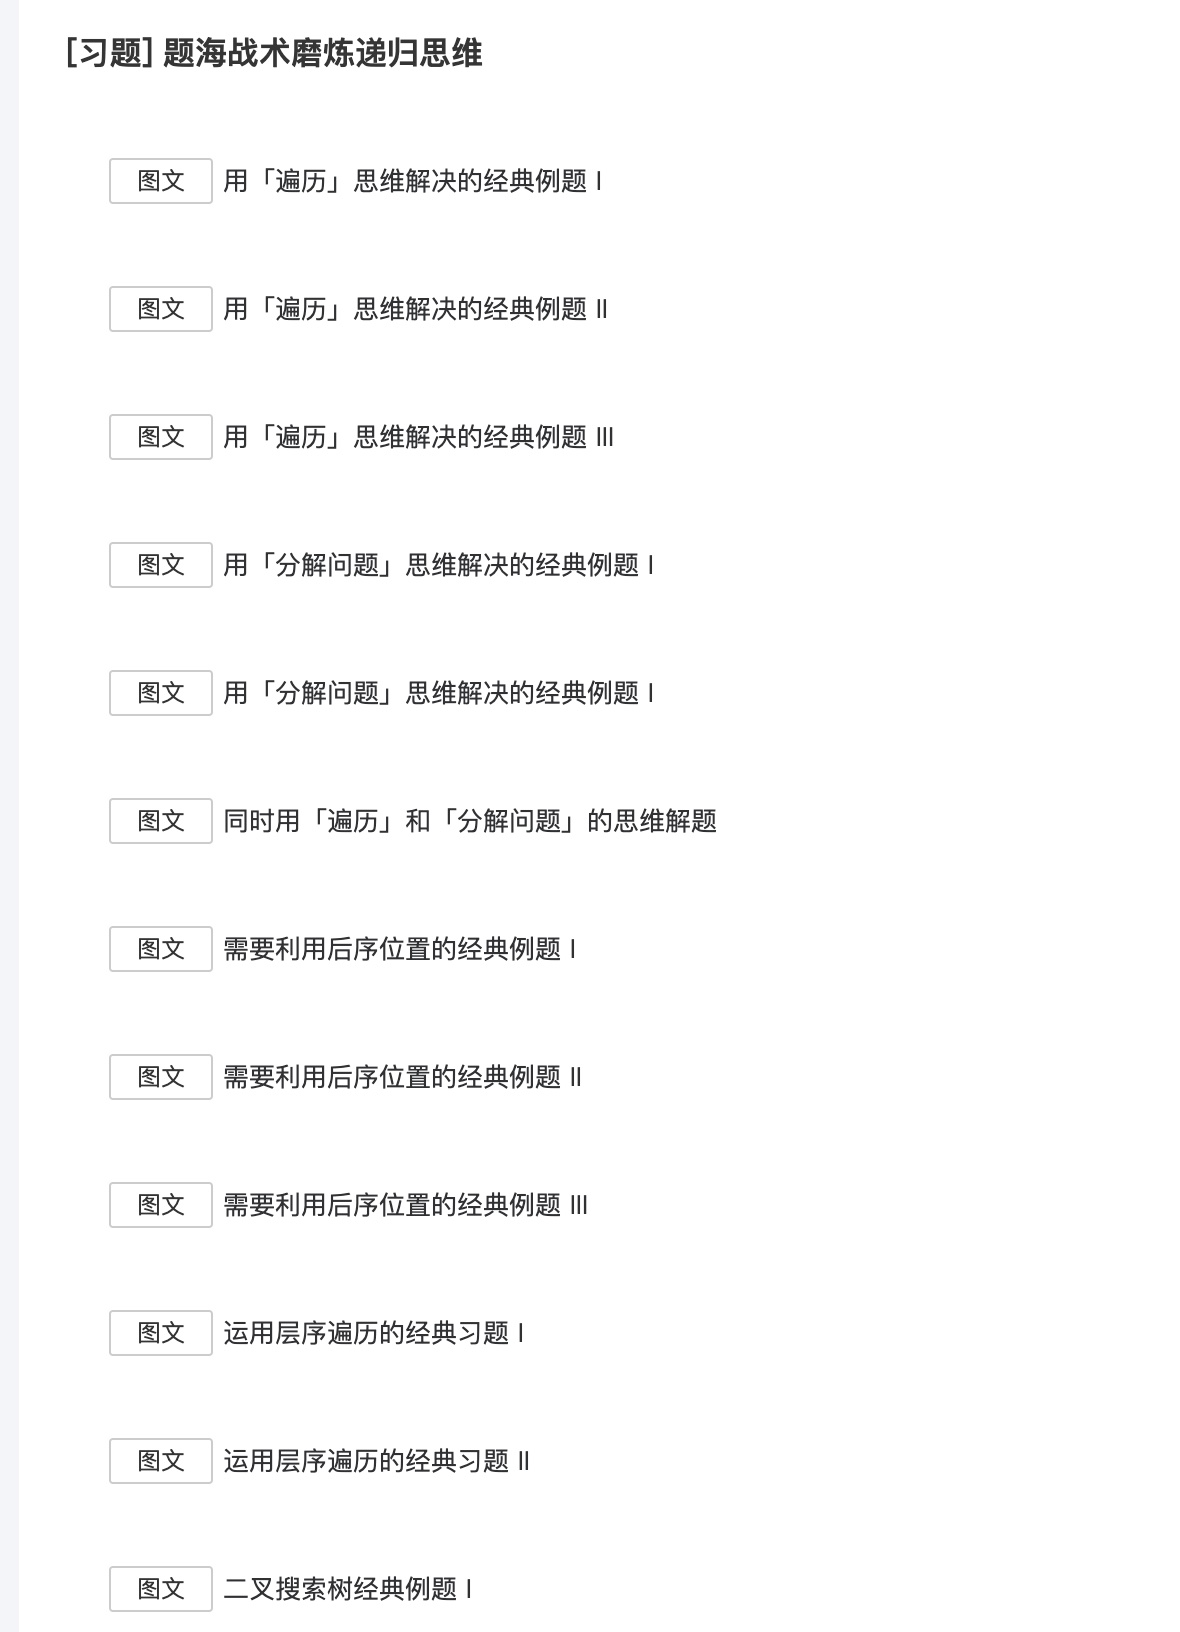 [习题] 题海战术磨炼递归思维
图文 用「遍历」思维解决的经典例题 I
图文 用「遍历」思维解决的经典例题 II
图文 用「遍历」思维解决的经典例题 III
图文 用「分解问题」思维解决的经典例题 I
图文 用「分解问题」思维解决的经典例题 I
图文 同时用「遍历」和「分解问题」的思维解题
图文 需要利用后序位置的经典例题 I
图文 需要利用后序位置的经典例题 II
图文 需要利用后序位置的经典例题 III
图文 运用层序遍历的经典习题 I
图文 运用层序遍历的经典习题 II
图文 二叉搜索树经典例题 I